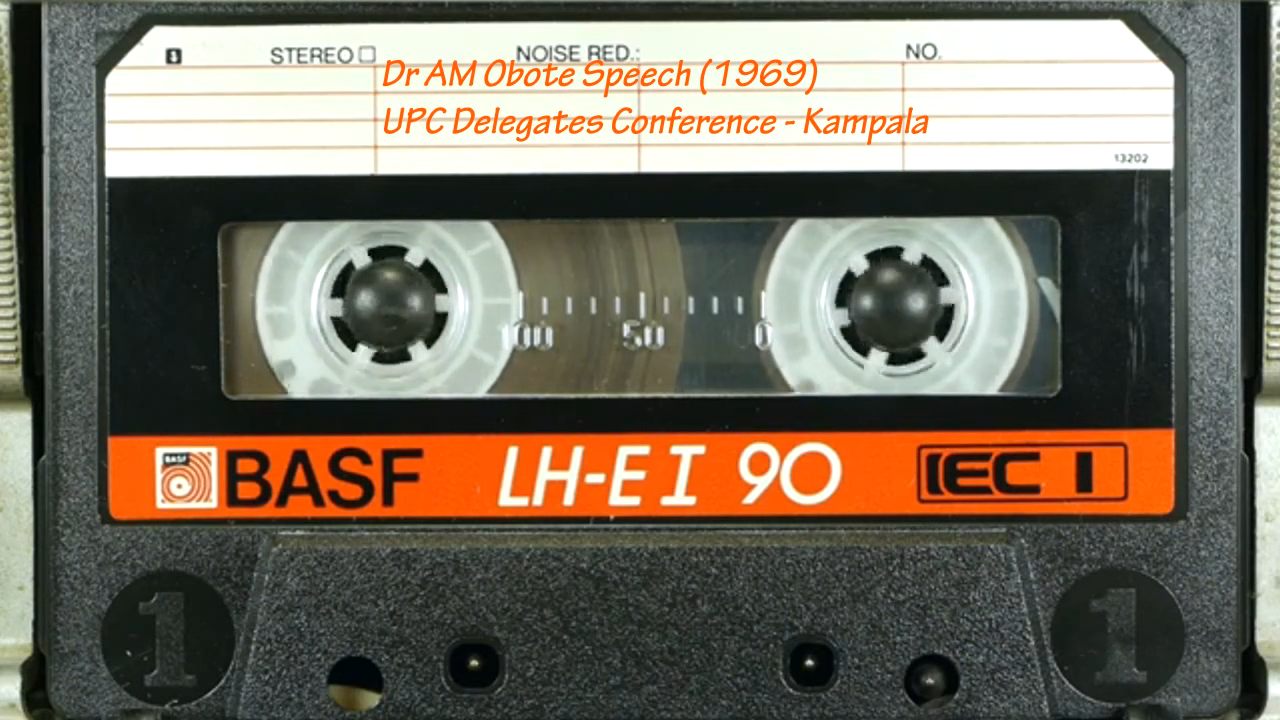 STEREO
NOISE RED.:
NO.
Dr AM Obote Speech (1969)
UPC Delegates Conference - Kampala
13202
100 50 0
BASF
BASF LH-E I 90 IEC I
1 1